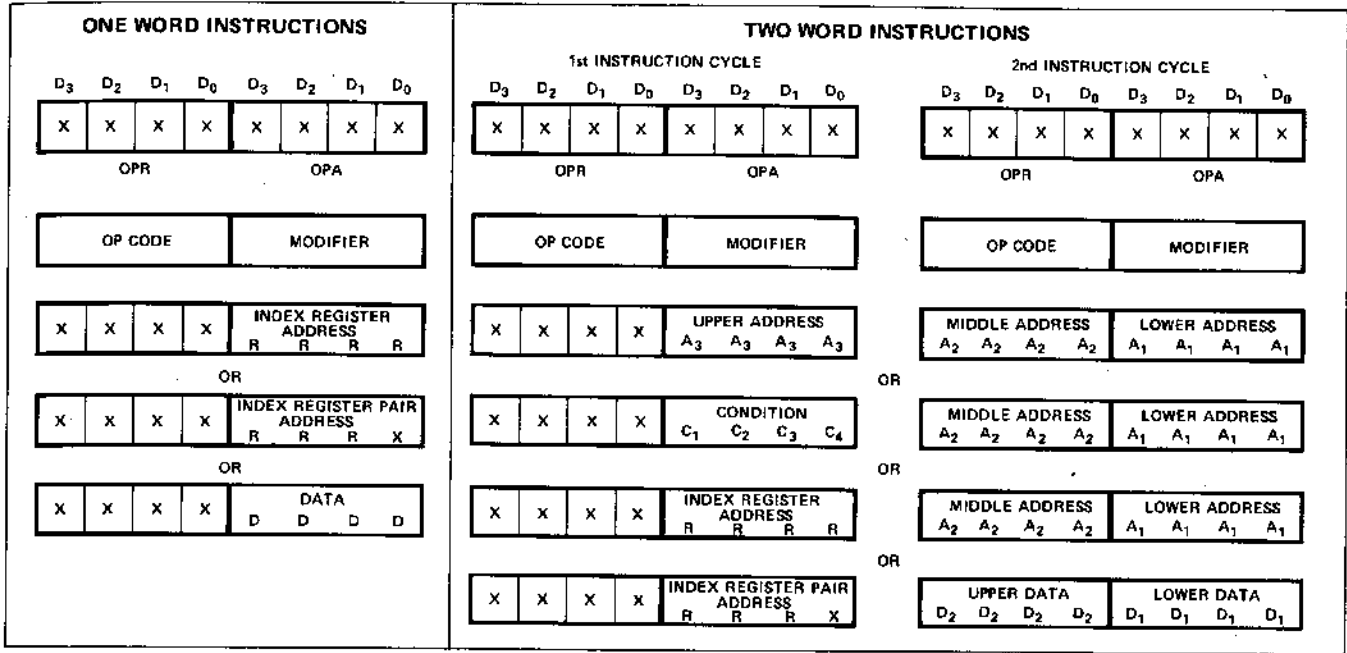 ONE WORD INSTRUCTIONS
D3 D2 D1 D0 D3 D2 D1 D0
X X X X X X X X
OPR OPA
OP CODE MODIFIER
X X X X INDEX REGISTER ADDRESS R R R R
OR
X X X X INDEX REGISTER PAIR ADDRESS R R R X
OR
X X X X DATA D D D D
TWO WORD INSTRUCTIONS
1st INSTRUCTION CYCLE
D3 D2 D1 D0 D3 D2 D1 D0
X X X X X X X X
OPR OPA
OP CODE MODIFIER
X X X X UPPER ADDRESS A3 A3 A3 A3
X X X X CONDITION C1 C2 C3 C4
X X X X INDEX REGISTER ADDRESS R R R R
X X X X INDEX REGISTER PAIR ADDRESS R R R X
OR
OR
OR
2nd INSTRUCTION CYCLE
D3 D2 D1 D0 D3 D2 D1 D0
X X X X X X X X
OPR OPA
OP CODE MODIFIER
MIDDLE ADDRESS A2 A2 A2 A2 LOWER ADDRESS A1 A1 A1 A1
MIDDLE ADDRESS A2 A2 A2 A2 LOWER ADDRESS A1 A1 A1 A1
MIDDLE ADDRESS A2 A2 A2 A2 LOWER ADDRESS A1 A1 A1 A1
UPPER DATA D2 D2 D2 D2 LOWER DATA D1 D1 D1 D1